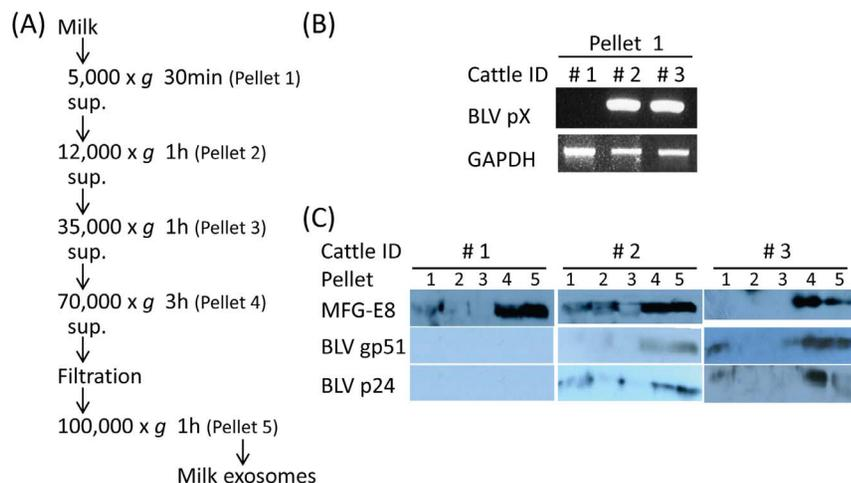 (A)
Milk
5,000 x g 30min (Pellet 1)
sup.
12,000 x g 1h (Pellet 2)
sup.
35,000 x g 1h (Pellet 3)
sup.
70,000 x g 3h (Pellet 4)
sup.
Filtration
100,000 x g 1h (Pellet 5)
Milk exosomes
(B)
Pellet 1
Cattle ID # 1 # 2 # 3
BLV pX
GAPDH
(C)
Cattle ID # 1 # 2 # 3
Pellet 1 2 3 4 5 1 2 3 4 5 1 2 3 4 5
MFG-E8
BLV gp51
BLV p24